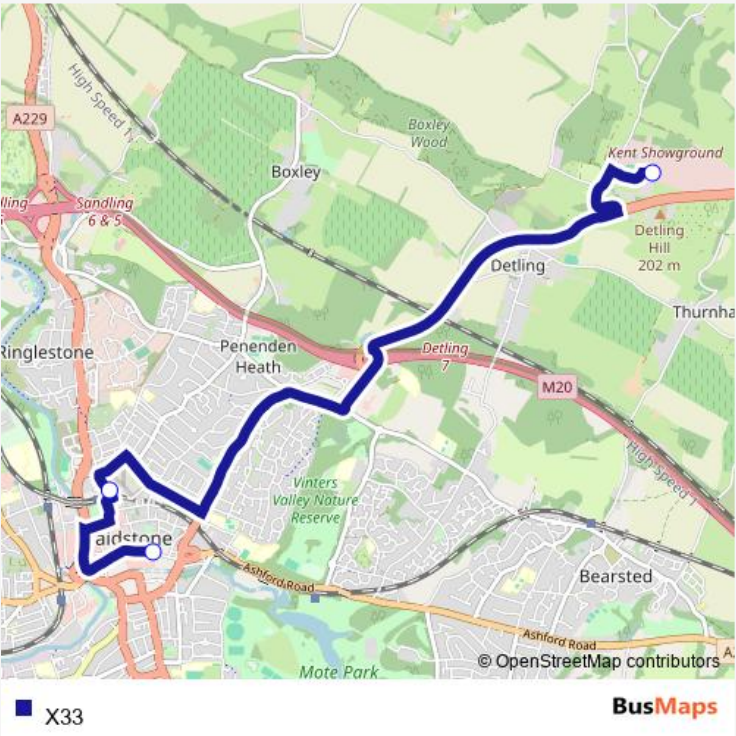 High Speed 1
A229
Boxley
Wood
Kent Showground
Boxley
Sandling
6 & 5
lling
Detling
Hill
202 m
Detling
Thurnha
Ringlestone
Penenden
Heath
Detling
7
M20
High Speed 1
Vinters
Valley Nature
Reserve
aidstone
Ashford Road
Bearsted
Ashford Road
A2
Mote Park
© OpenStreetMap contributors
X33
BusMaps